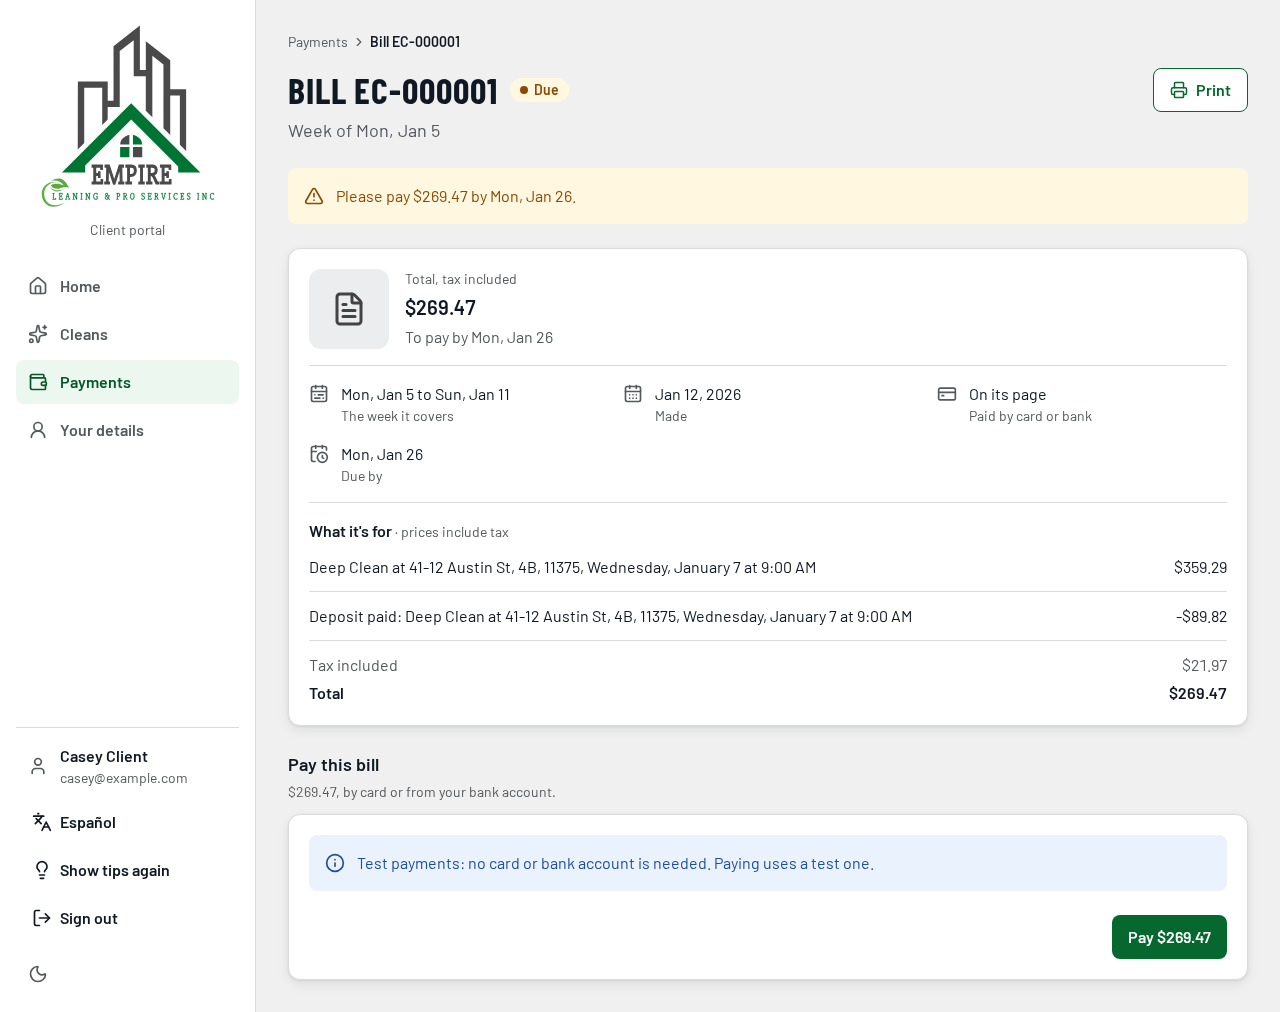 EMPIRE
LEANING & PRO SERVICES INC
Client portal
Home
Cleans
Payments
Your details
Casey Client
casey@example.com
Español
Show tips again
Sign out
Payments > Bill EC-000001
BILL EC-000001
Due
Print
Week of Mon, Jan 5
Please pay $269.47 by Mon, Jan 26.
Total, tax included
$269.47
To pay by Mon, Jan 26
Mon, Jan 5 to Sun, Jan 11
The week it covers
Jan 12, 2026
Made
On its page
Paid by card or bank
Mon, Jan 26
Due by
What it's for · prices include tax
Deep Clean at 41-12 Austin St, 4B, 11375, Wednesday, January 7 at 9:00 AM $359.29
Deposit paid: Deep Clean at 41-12 Austin St, 4B, 11375, Wednesday, January 7 at 9:00 AM -$89.82
Tax included $21.97
Total $269.47
Pay this bill
$269.47, by card or from your bank account.
Test payments: no card or bank account is needed. Paying uses a test one.
Pay $269.47